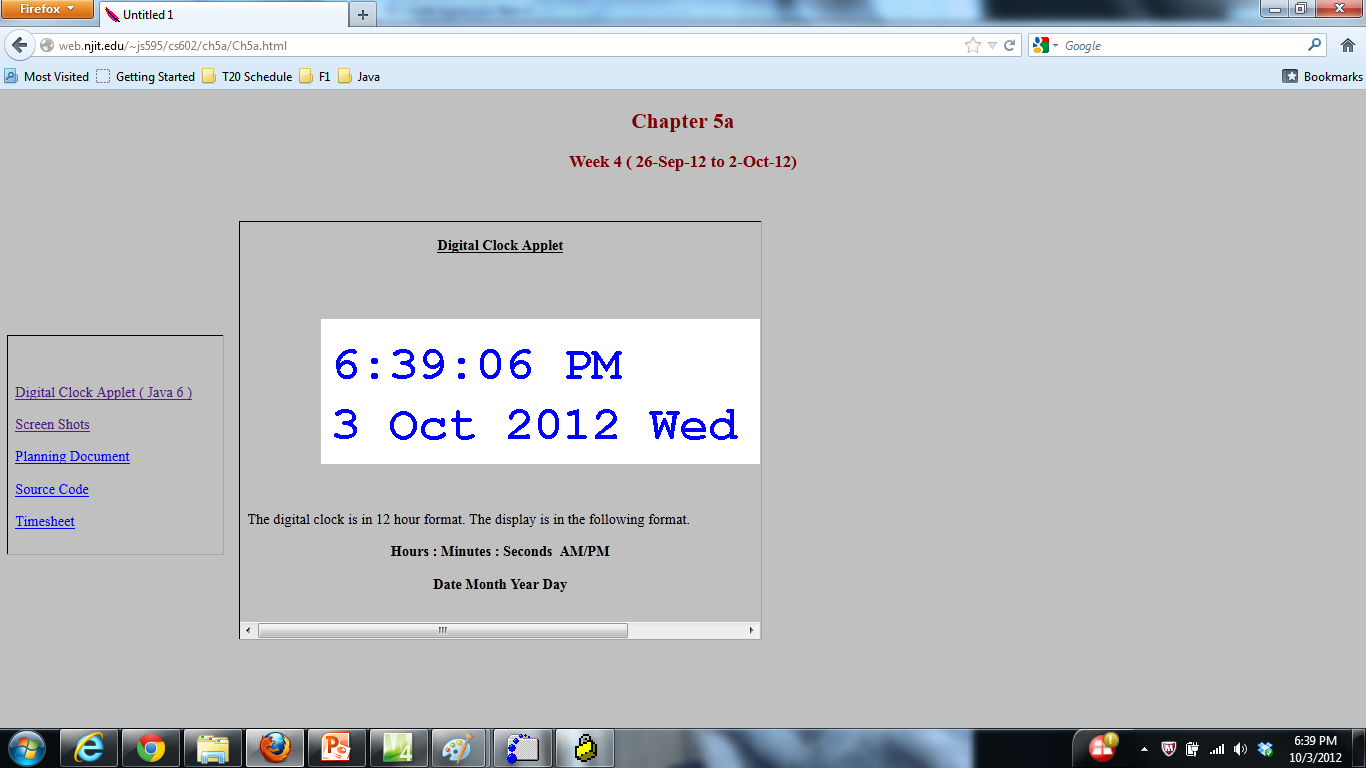 Firefox
Untitled 1
web.njit.edu/~js595/cs602/ch5a/Ch5a.html
Google
Most Visited Getting Started T20 Schedule F1 Java Bookmarks
Chapter 5a
Week 4 ( 26-Sep-12 to 2-Oct-12)
Digital Clock Applet ( Java 6 )
Screen Shots
Planning Document
Source Code
Timesheet
Digital Clock Applet
6:39:06 PM
3 Oct 2012 Wed
The digital clock is in 12 hour format. The display is in the following format.
Hours : Minutes : Seconds  AM/PM
Date Month Year Day
6:39 PM
10/3/2012